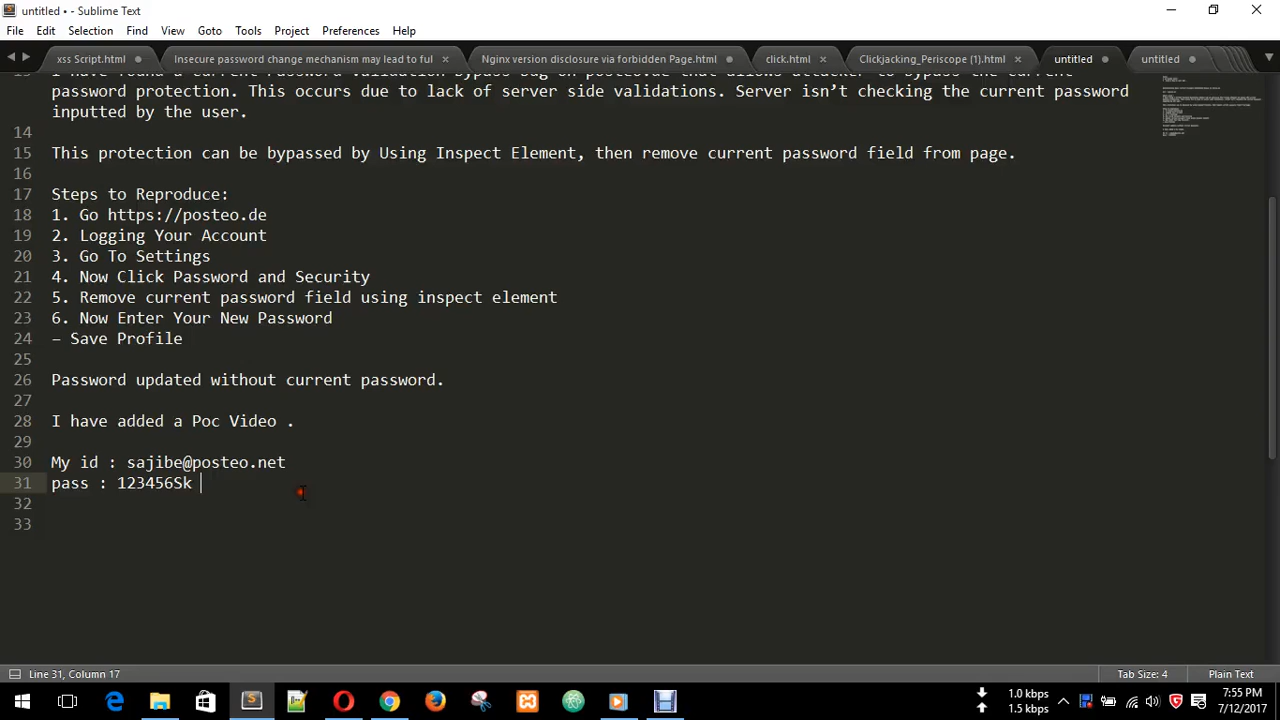 untitled • - Sublime Text
File Edit Selection Find View Goto Tools Project Preferences Help
xss Script.html Insecure password change mechanism may lead to ful Nginx version disclosure via forbidden Page.html click.html Clickjacking_Periscope (1).html untitled untitled
password protection. This occurs due to lack of server side validations. Server isn’t checking the current password
inputted by the user.
14
15 This protection can be bypassed by Using Inspect Element, then remove current password field from page.
16
17 Steps to Reproduce:
18 1. Go https://posteo.de
19 2. Logging Your Account
20 3. Go To Settings
21 4. Now Click Password and Security
22 5. Remove current password field using inspect element
23 6. Now Enter Your New Password
24 – Save Profile
25
26 Password updated without current password.
27
28 I have added a Poc Video .
29
30 My id : sajibe@posteo.net
31 pass : 123456Sk
32
33
Line 31, Column 17 Tab Size: 4 Plain Text
1.0 kbps
1.5 kbps
7:55 PM
7/12/2017